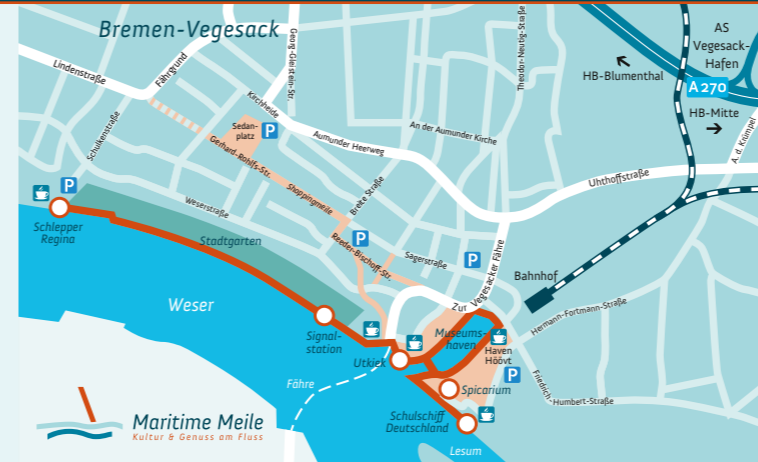 Bremen-Vegesack
Lindenstraße
Fährgrund
Georg-Gleistein-Str.
Theodor-Neutig-Straße
AS
Vegesack-
Hafen
HB-Blumenthal
A 270
HB-Mitte
A. d. Krümpel
Kirchheide
Sedan-
platz
P
Schulkenstraße
Gerhard-Rohlfs-Str.
Aumunder Heerweg
An der Aumunder Kirche
Uhthoffstraße
P
Shoppingmeile
Breite Straße
Weserstraße
Schlepper
Regina
Stadtgarten
Reeder-Bischoff-Str.
P
Sagerstraße
P
Zur Vegesacker Fähre
Bahnhof
Weser
Hermann-Fortmann-Straße
Signal-
station
Museums-
haven
Haven
Höövt
Utkiek
P
Fähre
Spicarium
Friedrich-Humbert-Straße
Schulschiff
Deutschland
Maritime Meile
Kultur & Genuss am Fluss
Lesum